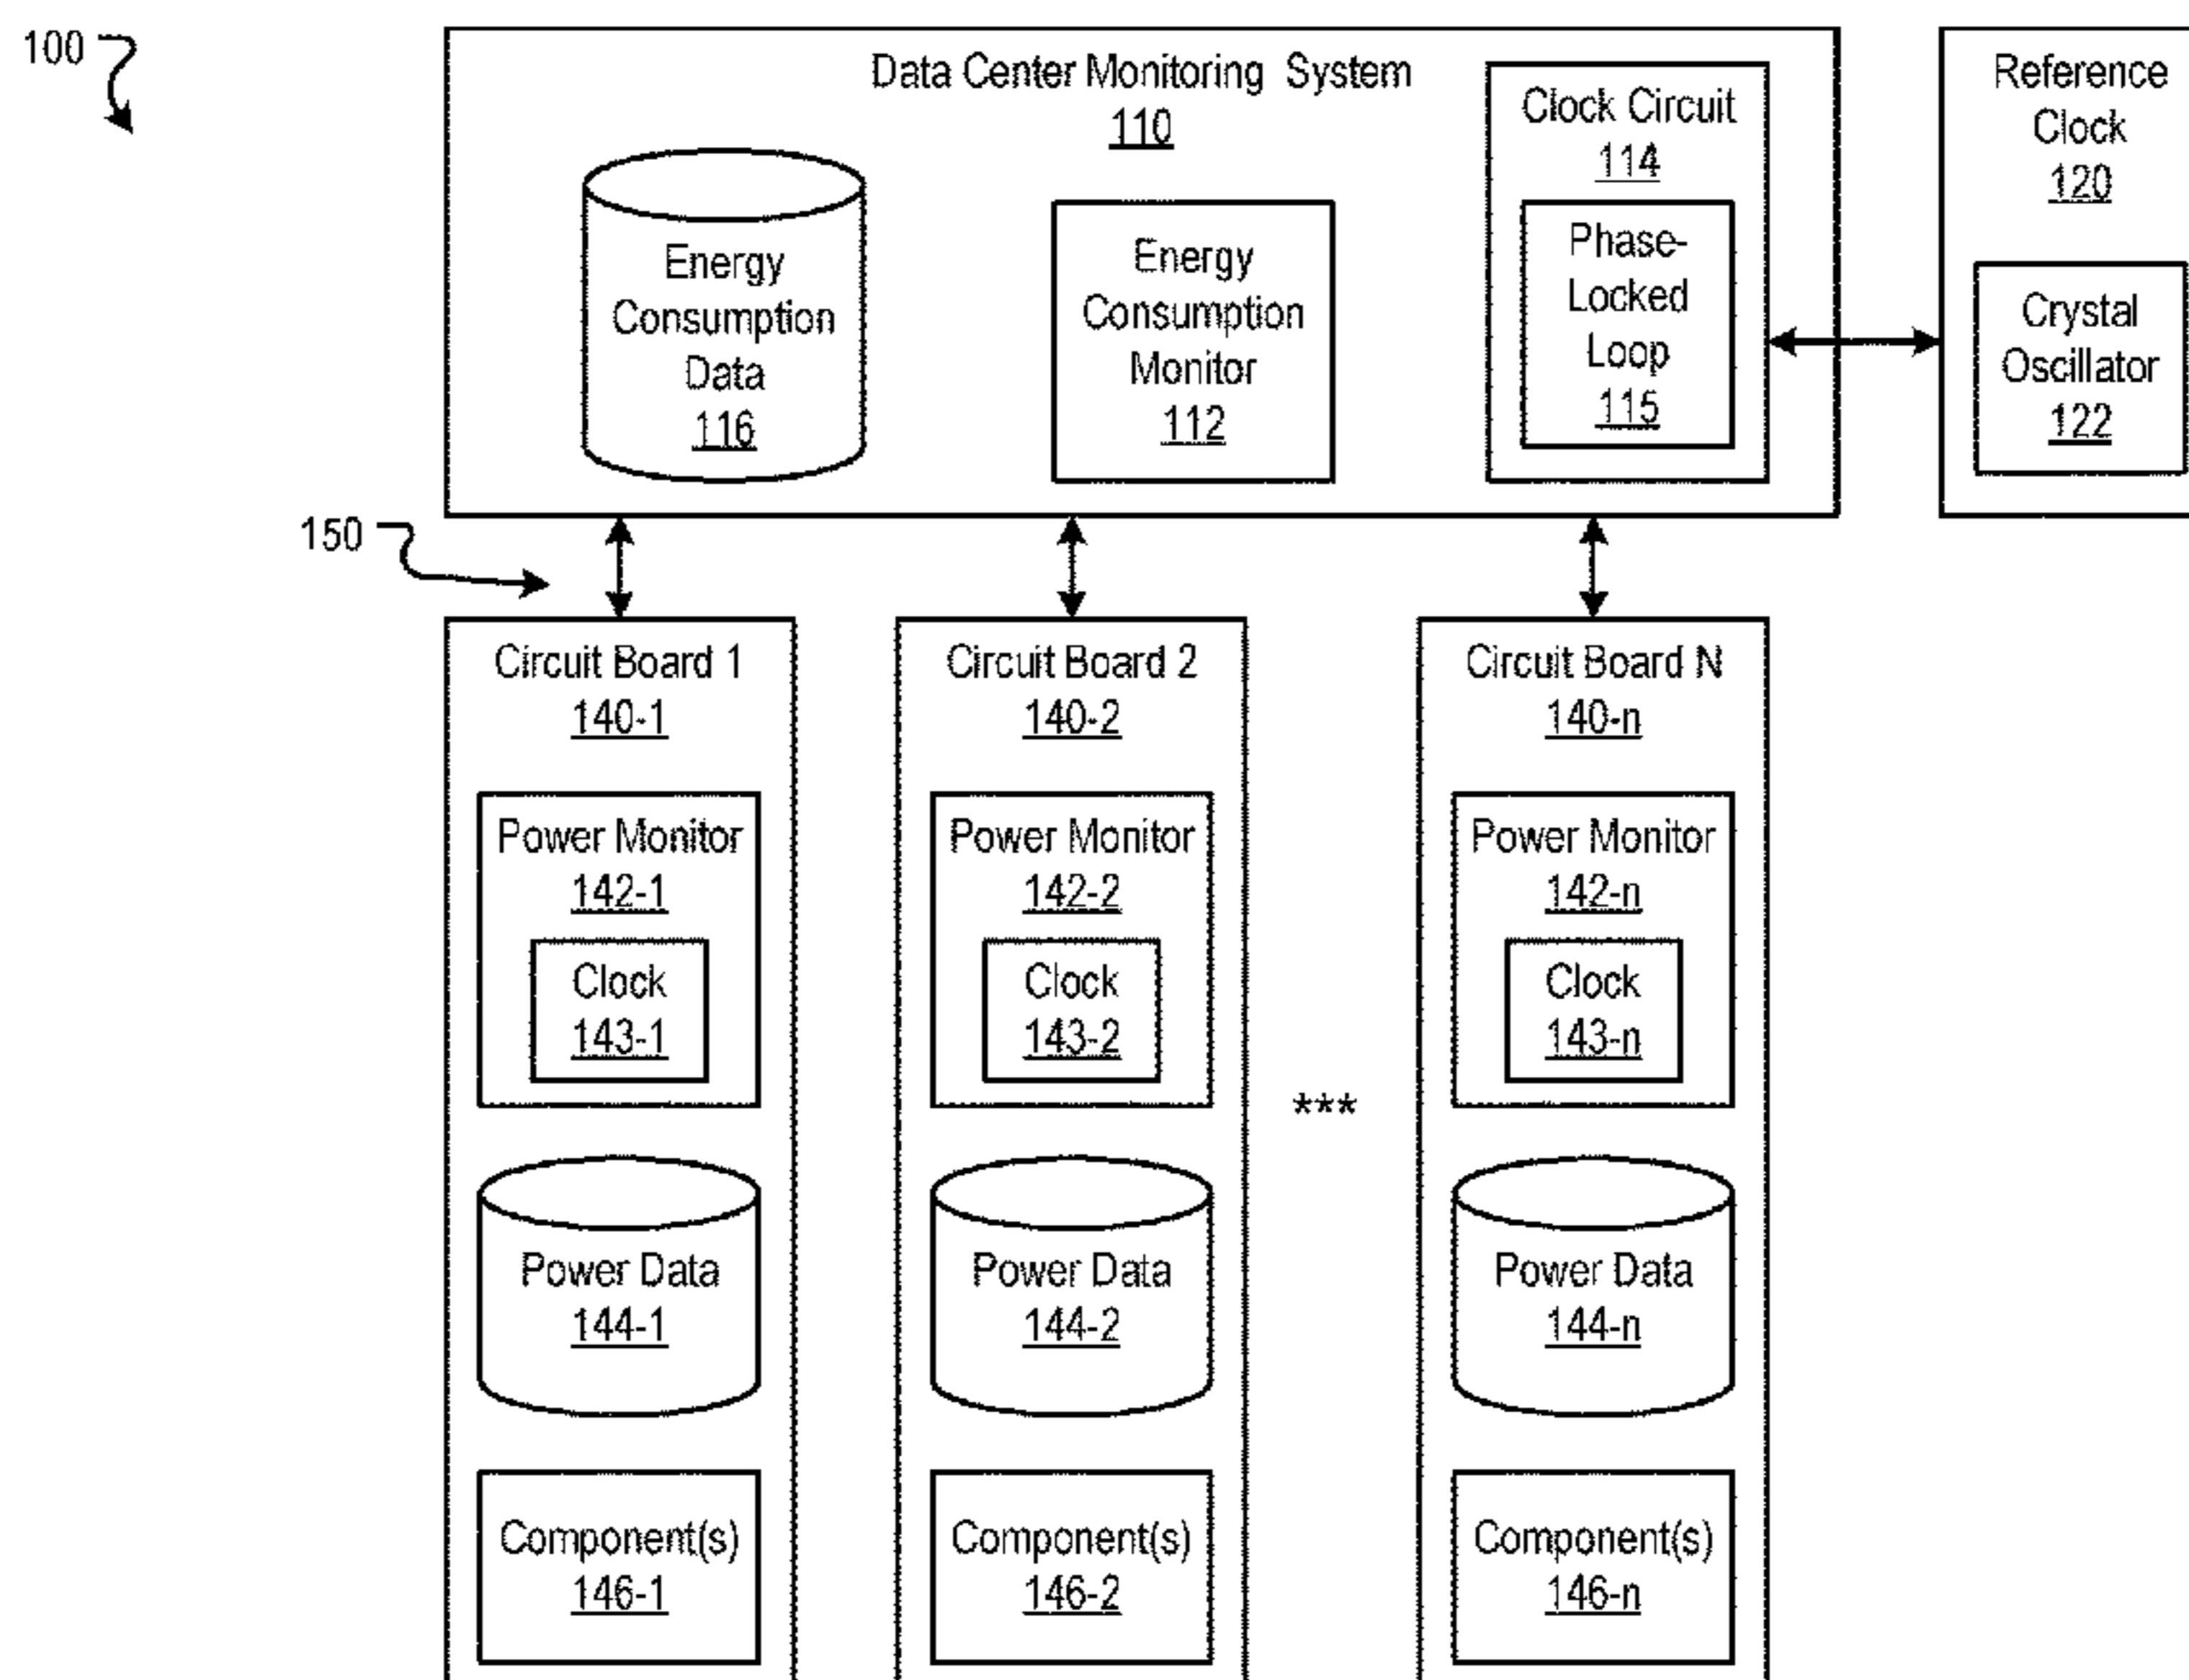 100
Data Center Monitoring System
110
Energy
Consumption
Data
116
Energy
Consumption
Monitor
112
Clock Circuit
114
Phase-
Locked
Loop
115
Reference
Clock
120
Crystal
Oscillator
122
150
Circuit Board 1
140-1
Power Monitor
142-1
Clock
143-1
Power Data
144-1
Component(s)
146-1
Circuit Board 2
140-2
Power Monitor
142-2
Clock
143-2
Power Data
144-2
Component(s)
146-2
***
Circuit Board N
140-n
Power Monitor
142-n
Clock
143-n
Power Data
144-n
Component(s)
146-n